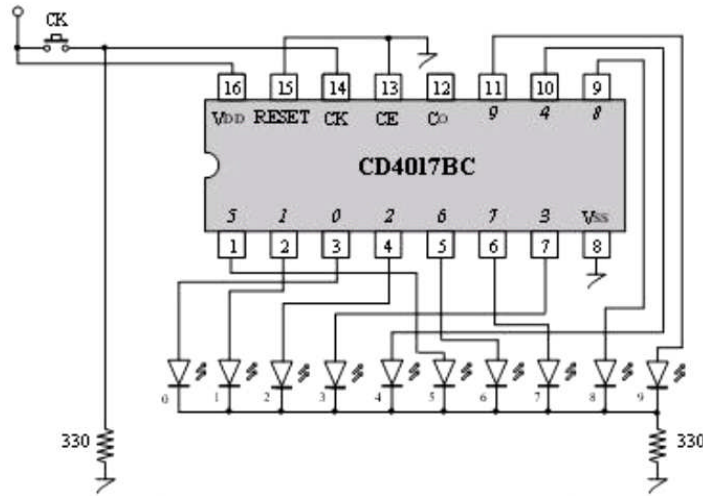 CK
16 15 14 13 12 11 10 9
VDD RESET CK CE CO 9 4 8
CD4017BC
5 1 0 2 6 7 3 VSS
1 2 3 4 5 6 7 8
0 1 2 3 4 5 6 7 8 9
330 330